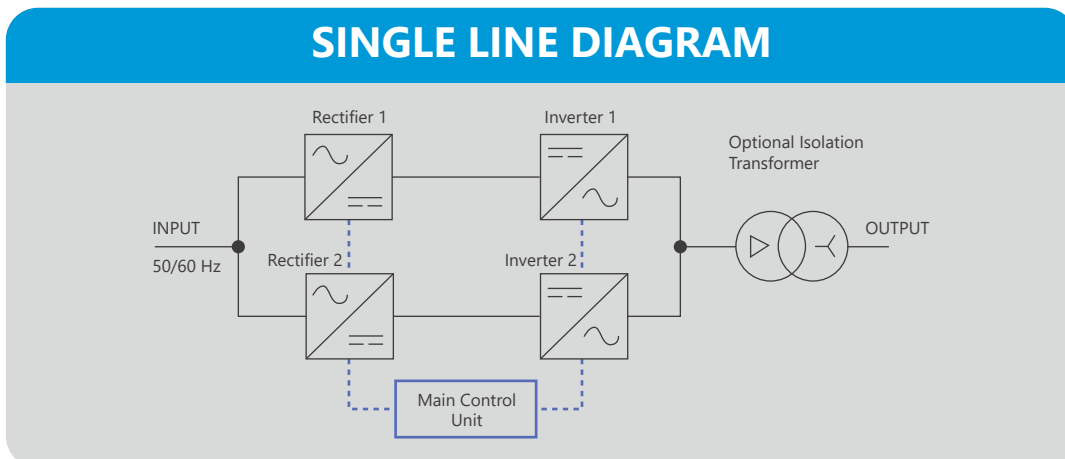 SINGLE LINE DIAGRAM
Rectifier 1
Inverter 1
Optional Isolation
Transformer
INPUT
50/60 Hz
OUTPUT
Rectifier 2
Inverter 2
Main Control
Unit